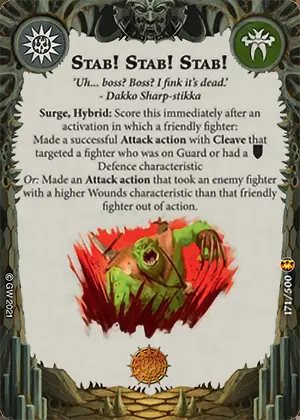 STAB! STAB! STAB!
'Uh... boss? Boss? I fink it's dead.'
- Dakko Sharp-stikka
Surge, Hybrid: Score this immediately after an
activation in which a friendly fighter:
Made a successful Attack action with Cleave that
targeted a fighter who was on Guard or had a
Defence characteristic
Or: Made an Attack action that took an enemy fighter
with a higher Wounds characteristic than that friendly
fighter out of action.
© GW 2021
171/500